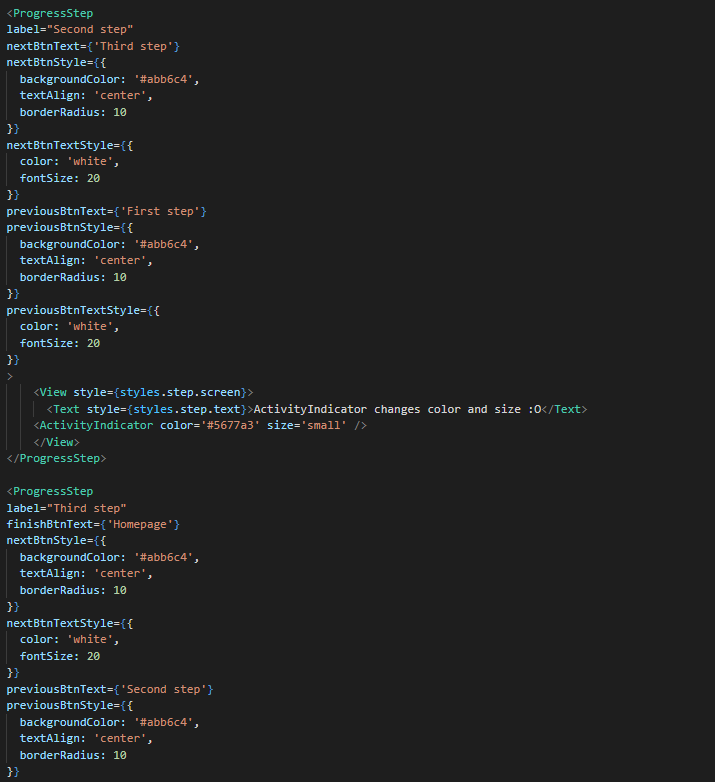 <ProgressStep
label="Second step"
nextBtnText={'Third step'}
nextBtnStyle={{
  backgroundColor: '#abb6c4',
  textAlign: 'center',
  borderRadius: 10
}}
nextBtnTextStyle={{
  color: 'white',
  fontSize: 20
}}
previousBtnText={'First step'}
previousBtnStyle={{
  backgroundColor: '#abb6c4',
  textAlign: 'center',
  borderRadius: 10
}}
previousBtnTextStyle={{
  color: 'white',
  fontSize: 20
}}
>
    <View style={styles.step.screen}>
      <Text style={styles.step.text}>ActivityIndicator changes color and size :O</Text>
    <ActivityIndicator color='#5677a3' size='small' />
    </View>
</ProgressStep>

<ProgressStep
label="Third step"
finishBtnText={'Homepage'}
nextBtnStyle={{
  backgroundColor: '#abb6c4',
  textAlign: 'center',
  borderRadius: 10
}}
nextBtnTextStyle={{
  color: 'white',
  fontSize: 20
}}
previousBtnText={'Second step'}
previousBtnStyle={{
  backgroundColor: '#abb6c4',
  textAlign: 'center',
  borderRadius: 10
}}